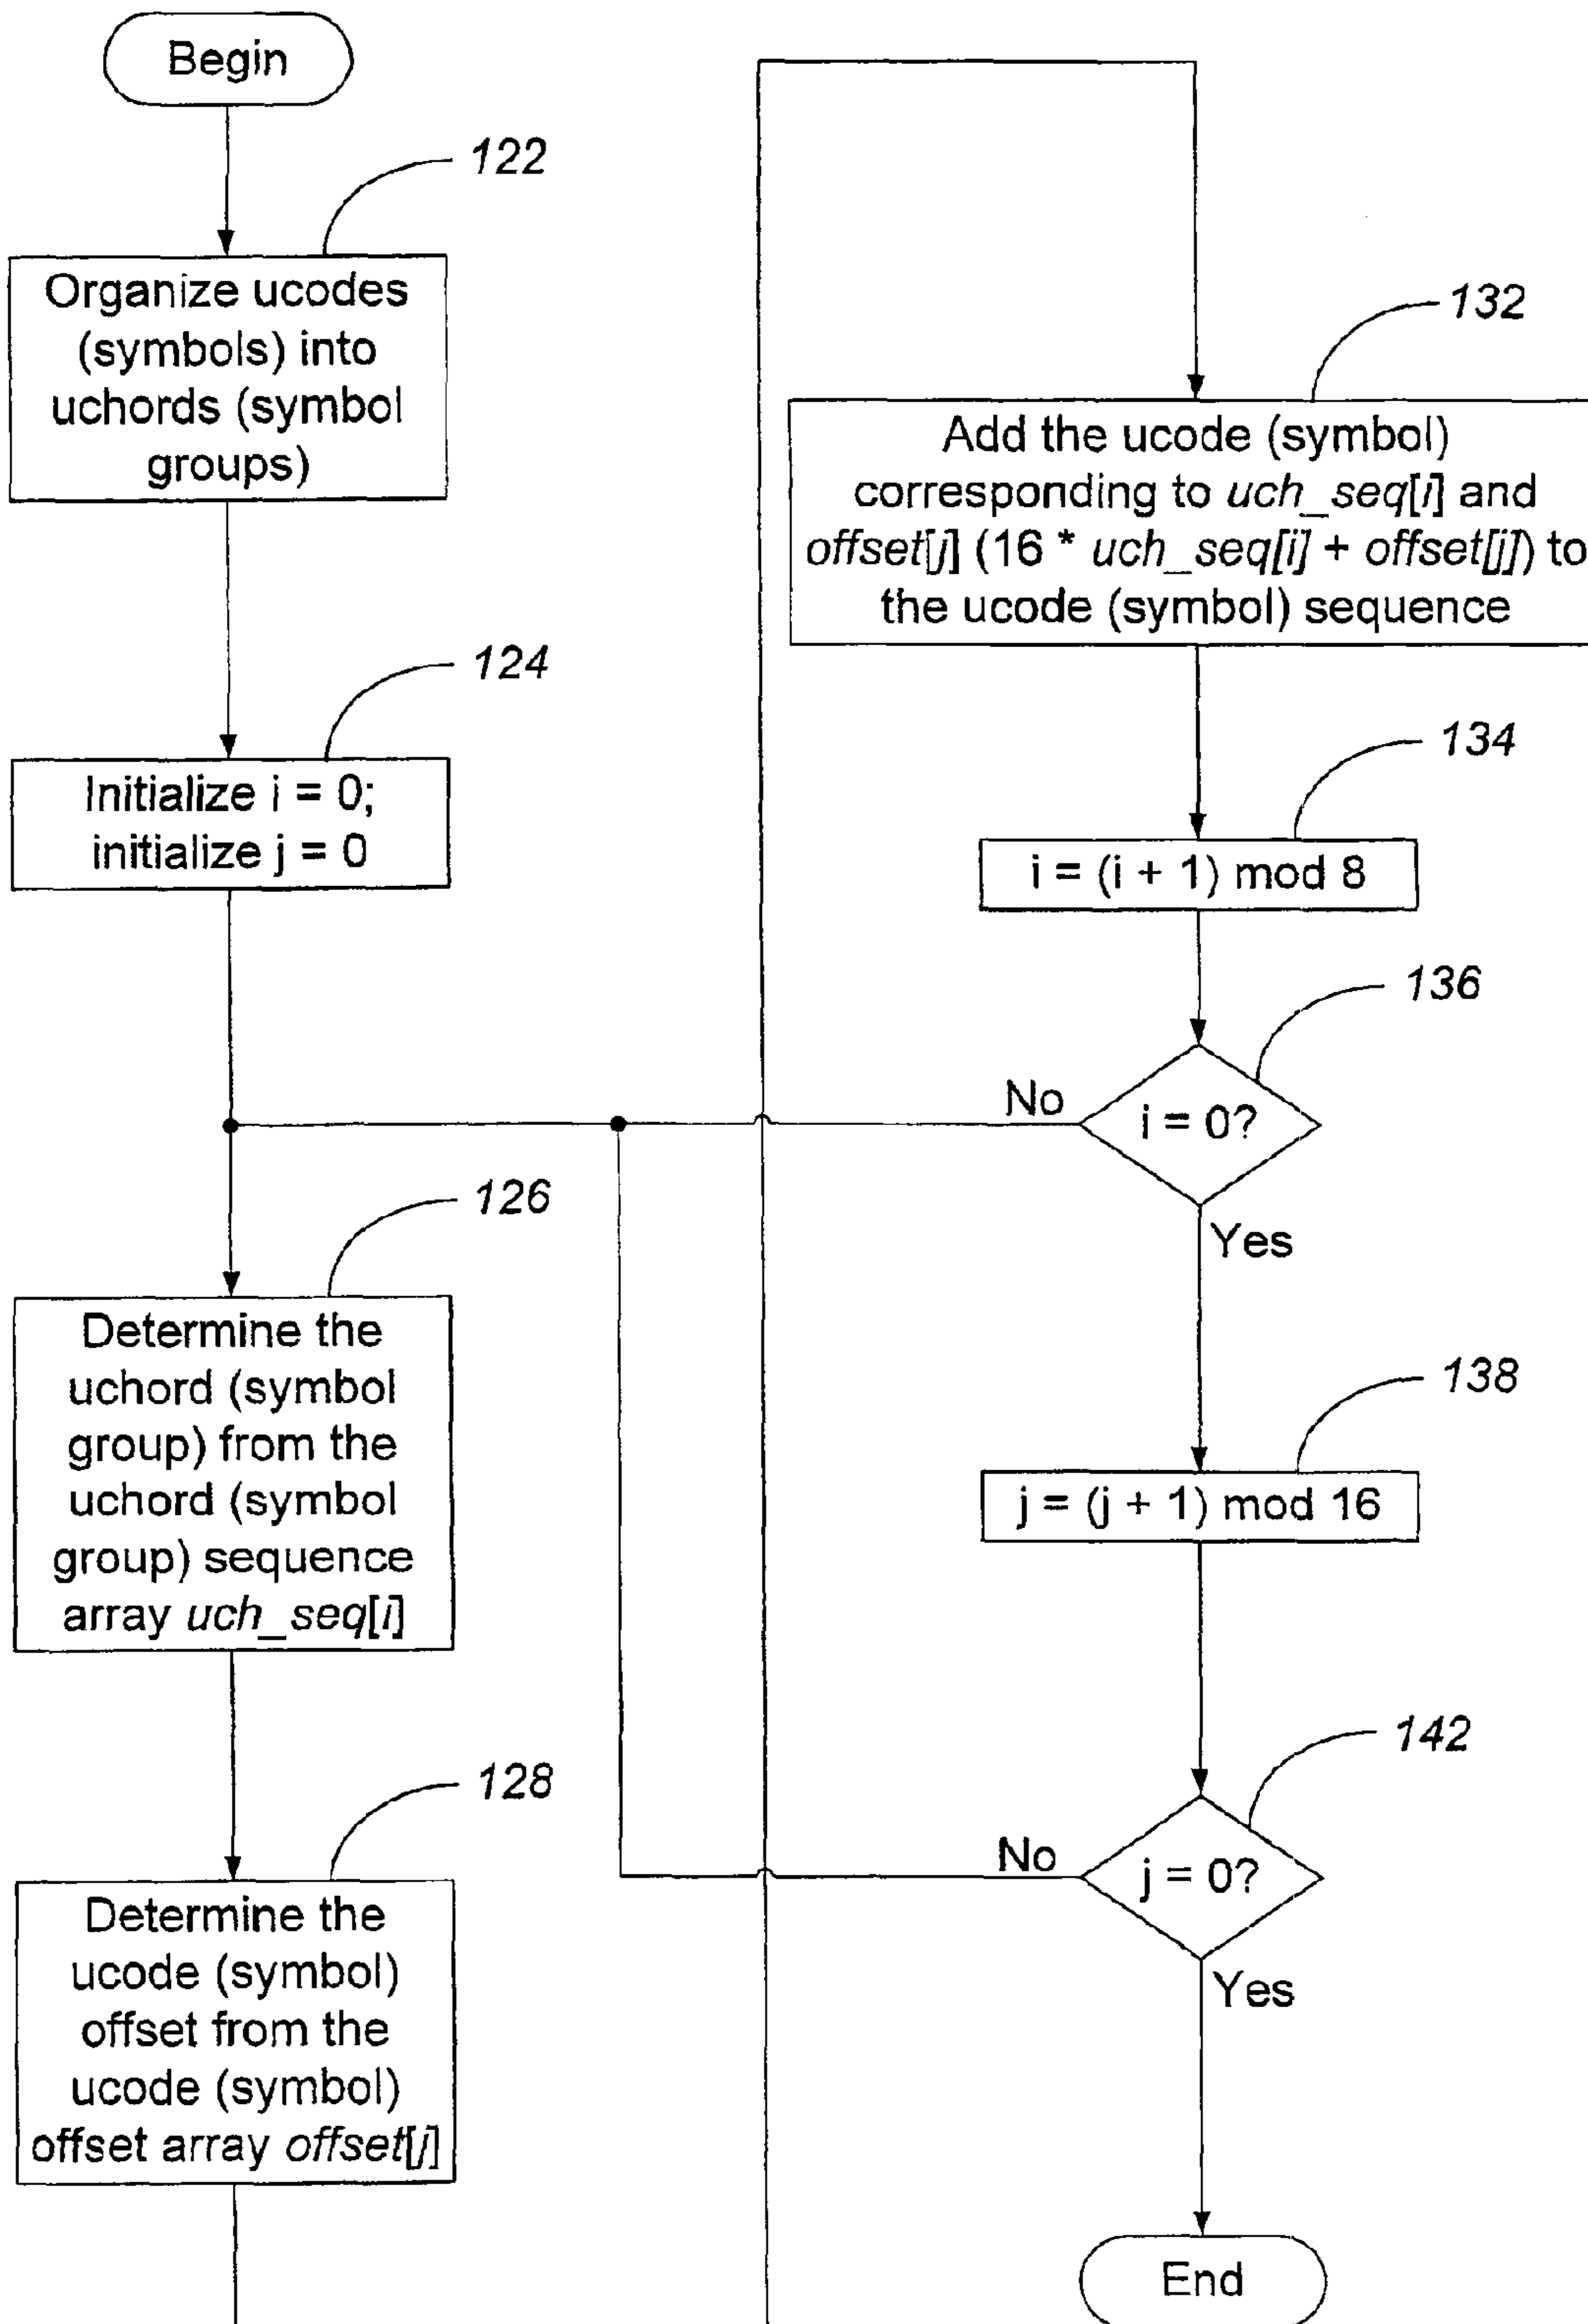 Begin
122
Organize ucodes
(symbols) into
uchords (symbol
groups)
124
Initialize i = 0;
initialize j = 0
126
Determine the
uchord (symbol
group) from the
uchord (symbol
group) sequence
array uch_seq[i]
128
Determine the
ucode (symbol)
offset from the
ucode (symbol)
offset array offset[j]
132
Add the ucode (symbol)
corresponding to uch_seq[i] and
offset[j] (16 * uch_seq[i] + offset[j]) to
the ucode (symbol) sequence
134
i = (i + 1) mod 8
136
No
i = 0?
Yes
138
j = (j + 1) mod 16
142
No
j = 0?
Yes
End